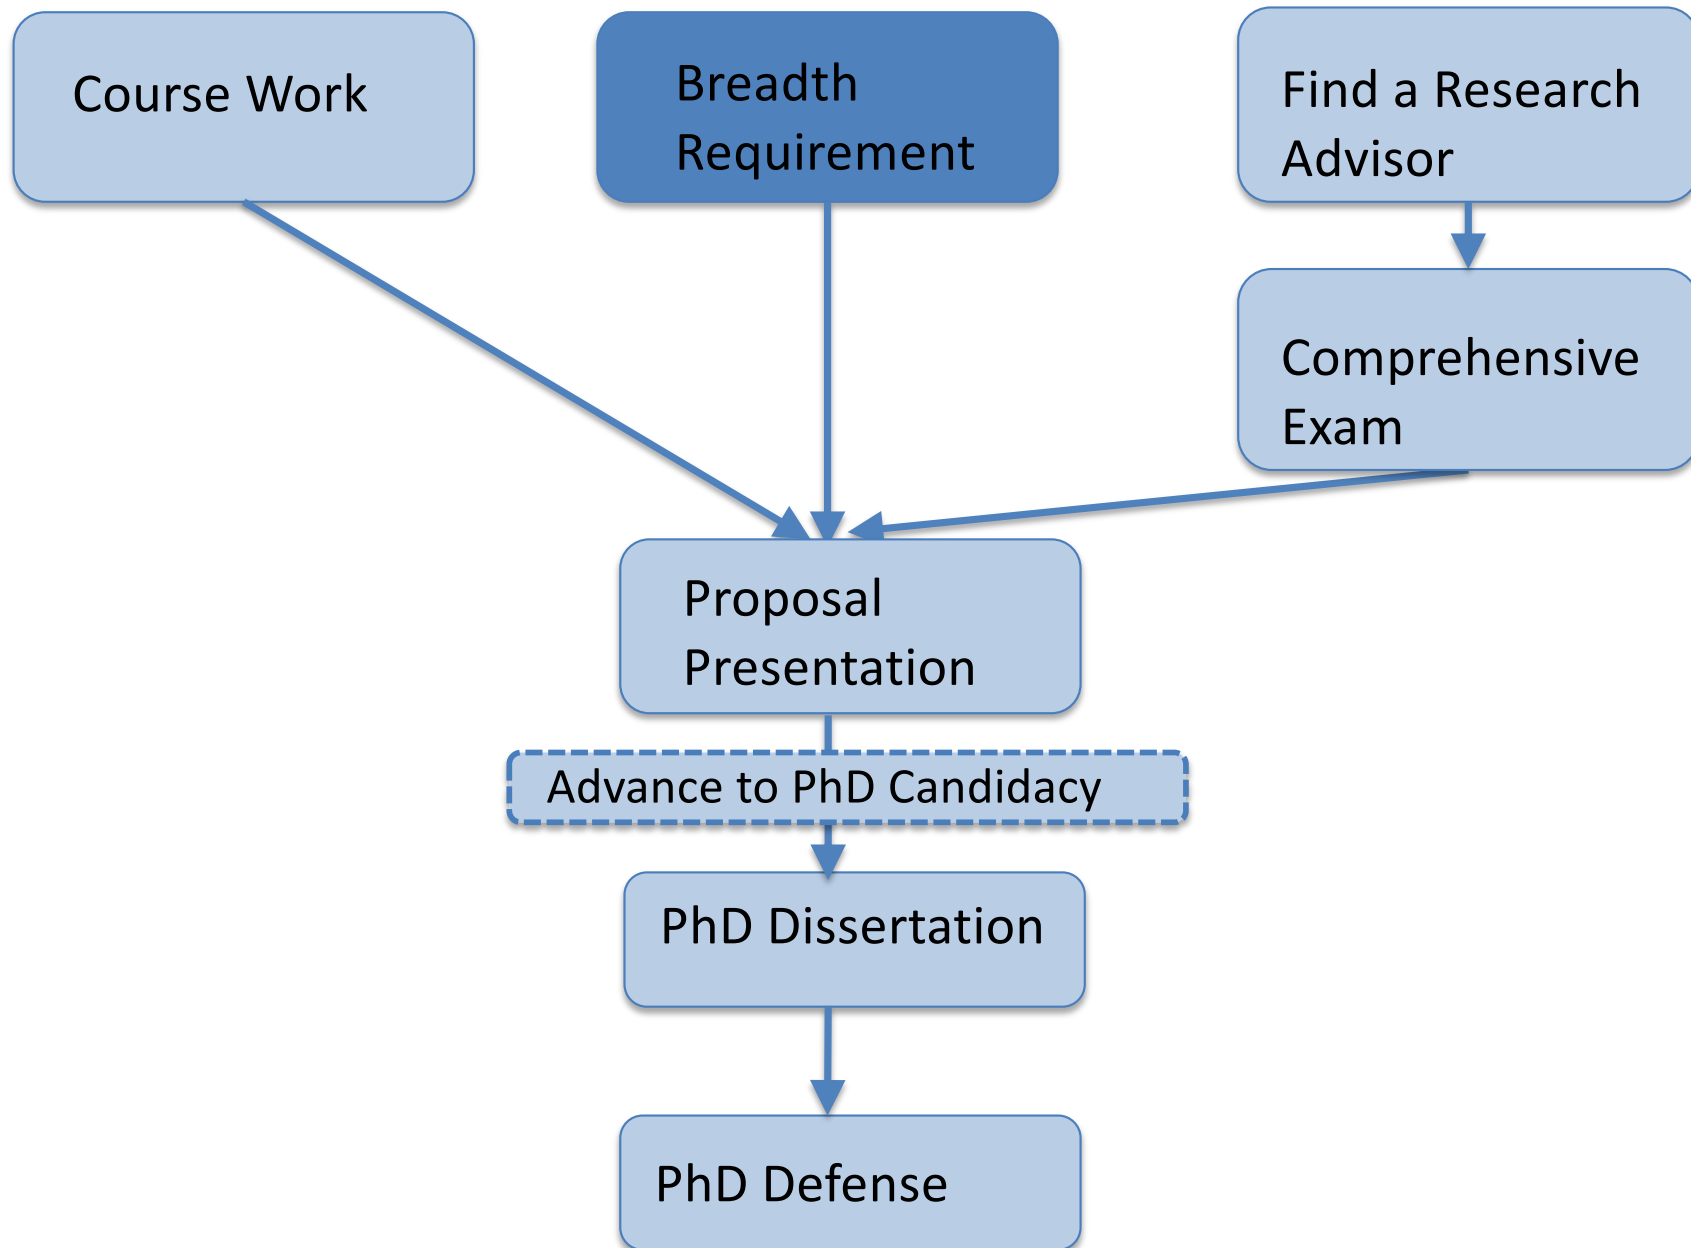 Course Work
Breadth
Requirement
Find a Research
Advisor
Comprehensive
Exam
Proposal
Presentation
Advance to PhD Candidacy
PhD Dissertation
PhD Defense